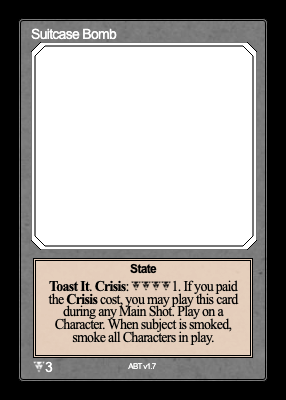 Suitcase Bomb
State
Toast It. Crisis: 1. If you paid
the Crisis cost, you may play this card
during any Main Shot. Play on a
Character. When subject is smoked,
smoke all Characters in play.
3
ABT v1.7